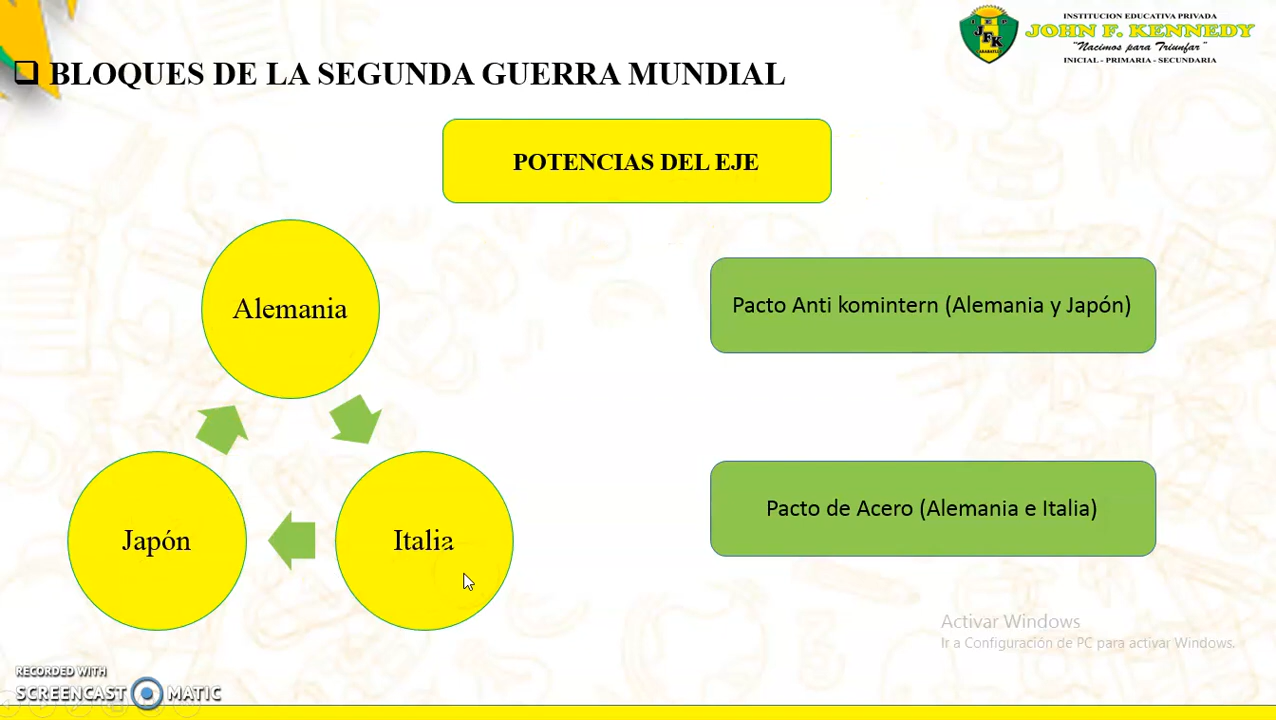 INSTITUCION EDUCATIVA PRIVADA
JOHN F. KENNEDY
"Nacimos para Triunfar"
INICIAL - PRIMARIA - SECUNDARIA
I E P
JFK
BLOQUES DE LA SEGUNDA GUERRA MUNDIAL
POTENCIAS DEL EJE
Alemania
Japón
Italia
Pacto Anti komintern (Alemania y Japón)
Pacto de Acero (Alemania e Italia)
Activar Windows
Ir a Configuración de PC para activar Windows.
RECORDED WITH
SCREENCAST MATIC